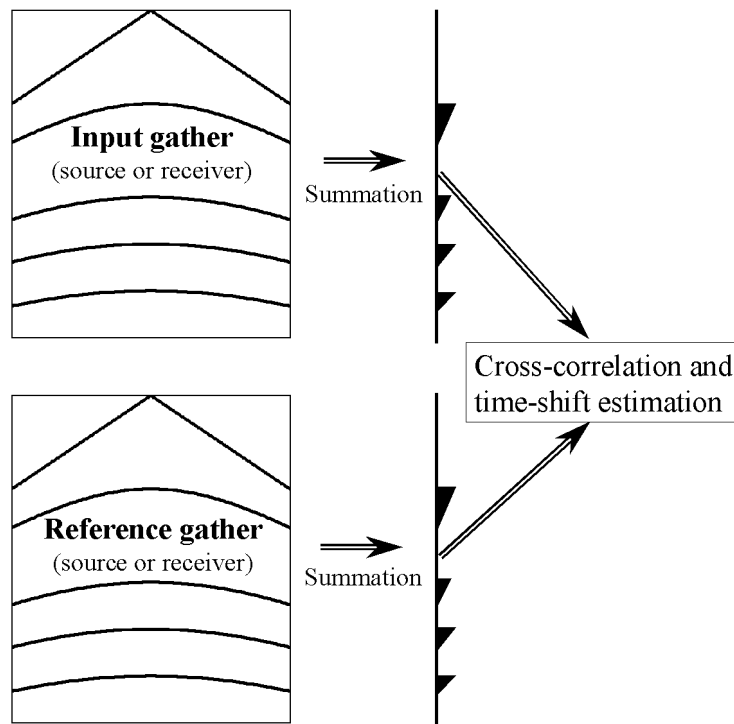 Input gather
(source or receiver)
Summation
Cross-correlation and
time-shift estimation
Reference gather
(source or receiver)
Summation